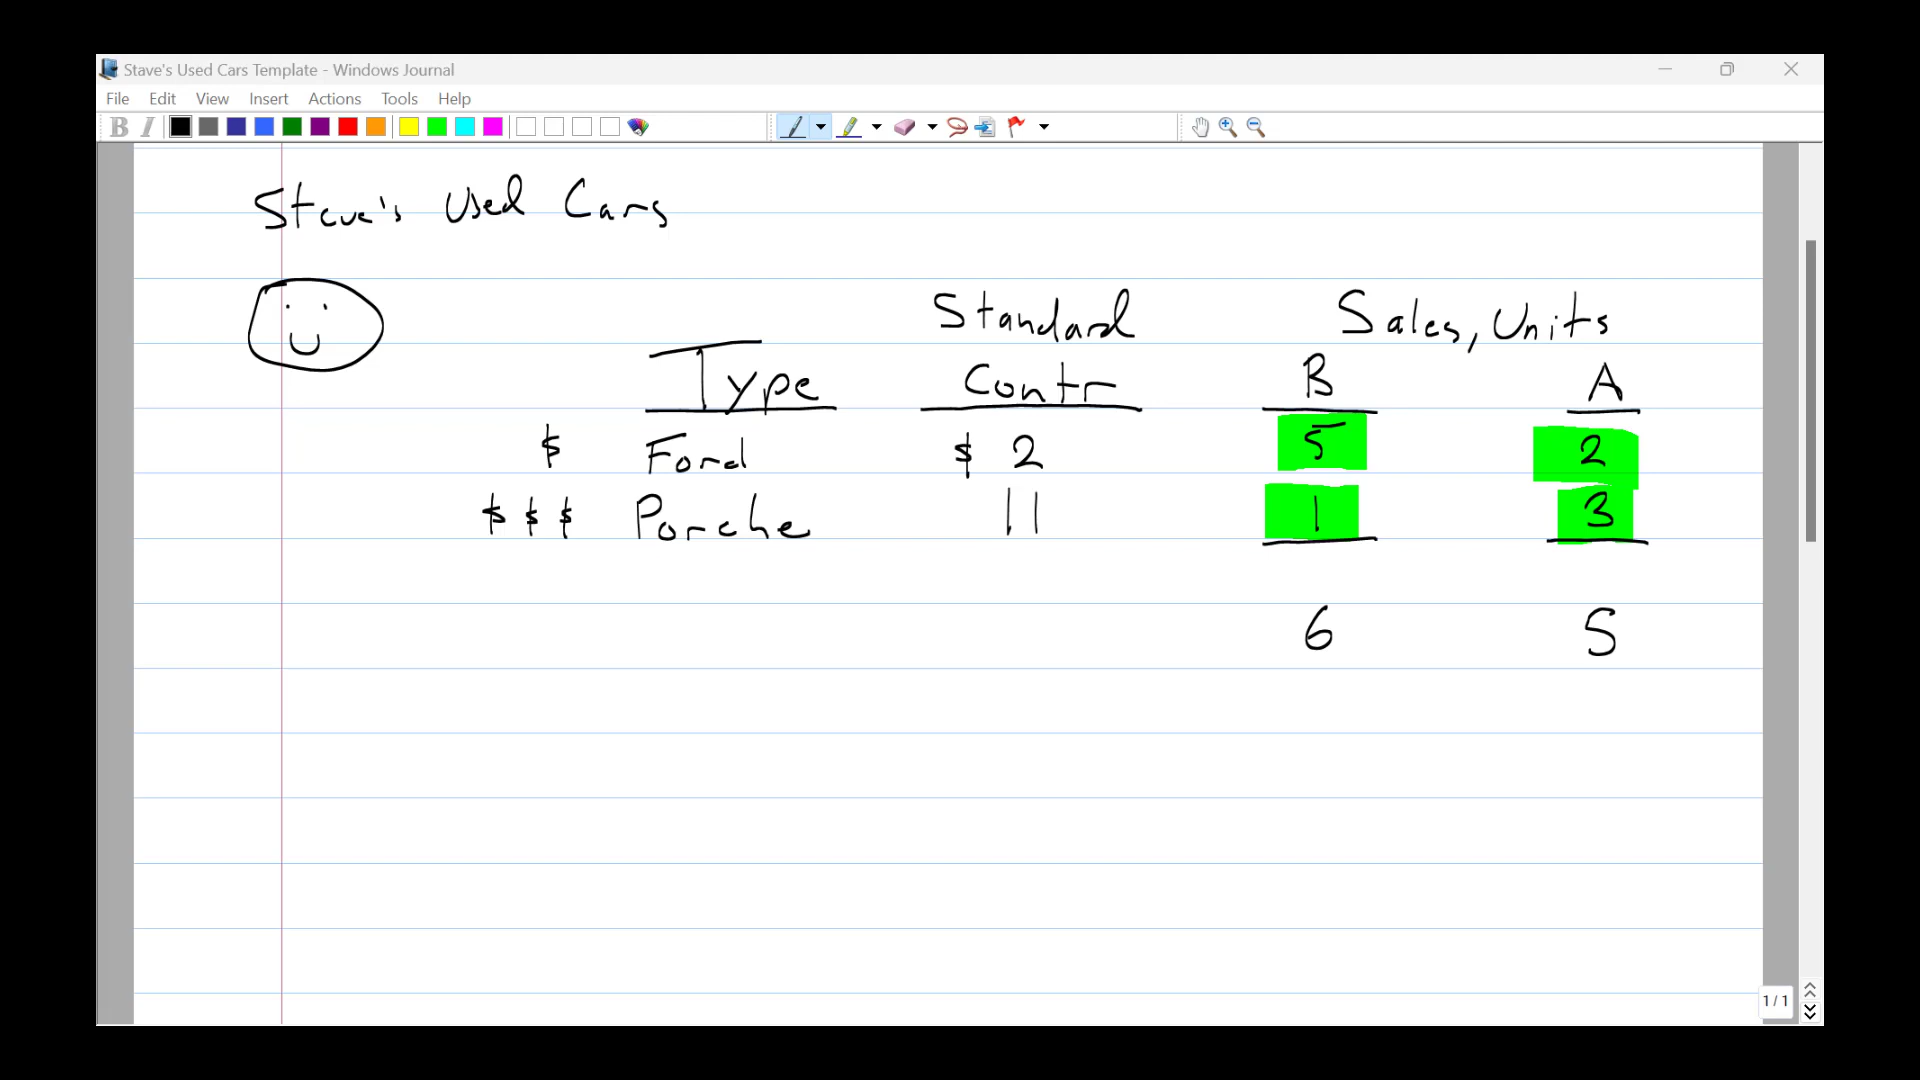 Stave's Used Cars Template - Windows Journal
File Edit View Insert Actions Tools Help
B I
Steve's Used Cars
Standard Sales, Units
Type Contr B A
$ Ford $ 2 5 2
$ $ $ Porche 11 1 3
6 5
1 / 1